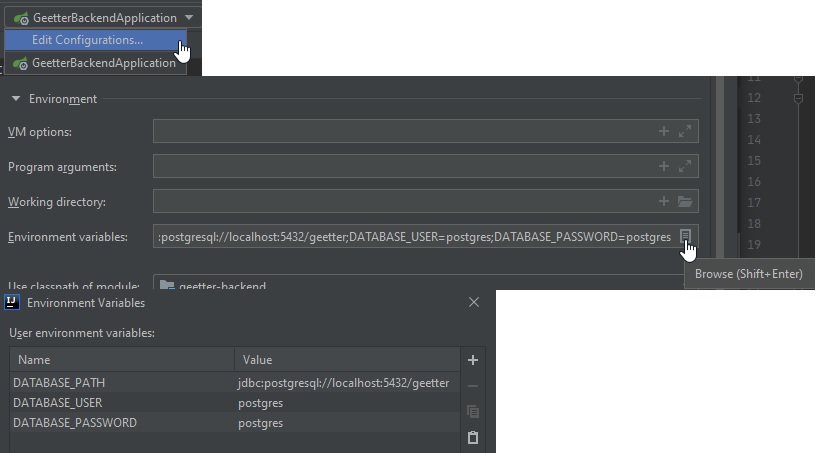 GeetterBackendApplication
Edit Configurations...
GeetterBackendApplication
Environment
VM options:
Program arguments:
Working directory:
Environment variables: :postgresql://localhost:5432/geetter;DATABASE_USER=postgres;DATABASE_PASSWORD=postgres
Use classpath of module: geetter-backend
Browse (Shift+Enter)
11
12
13
14
15
16
17
18
19
IJ Environment Variables
User environment variables:
Name Value
DATABASE_PATH jdbc:postgresql://localhost:5432/geetter
DATABASE_USER postgres
DATABASE_PASSWORD postgres